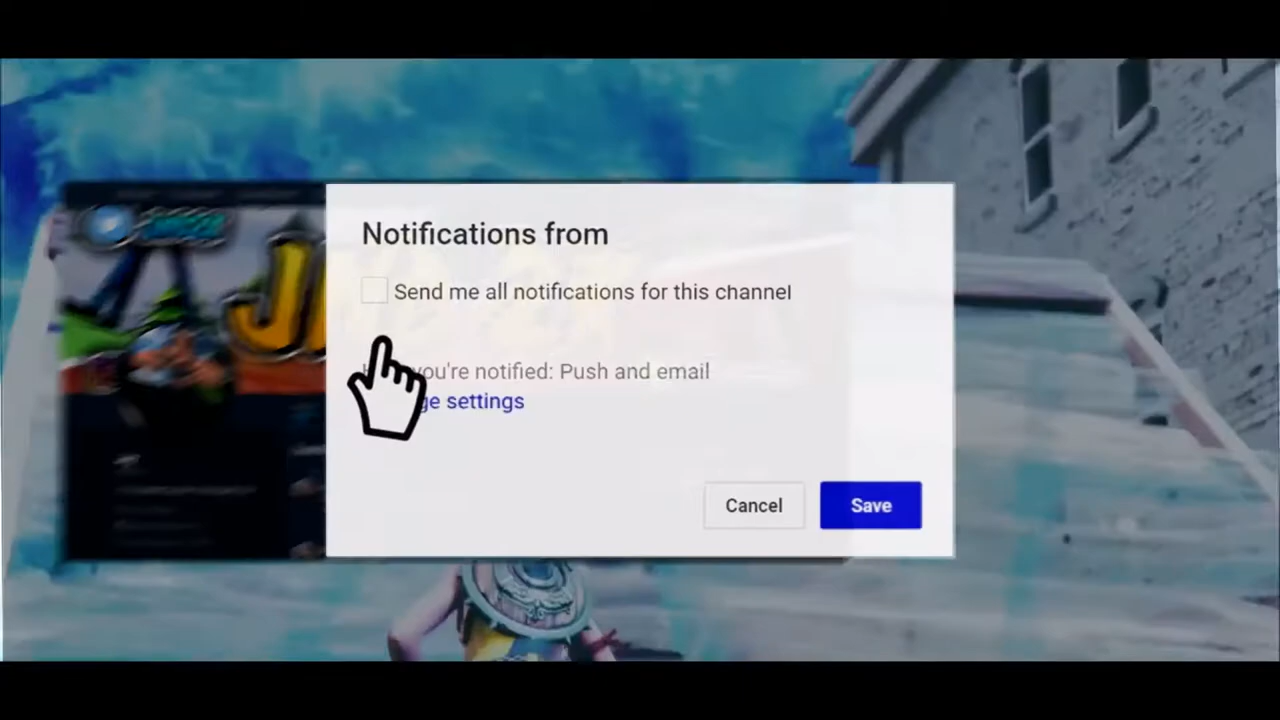 Notifications from
Send me all notifications for this channel
you're notified: Push and email
settings
Cancel
Save